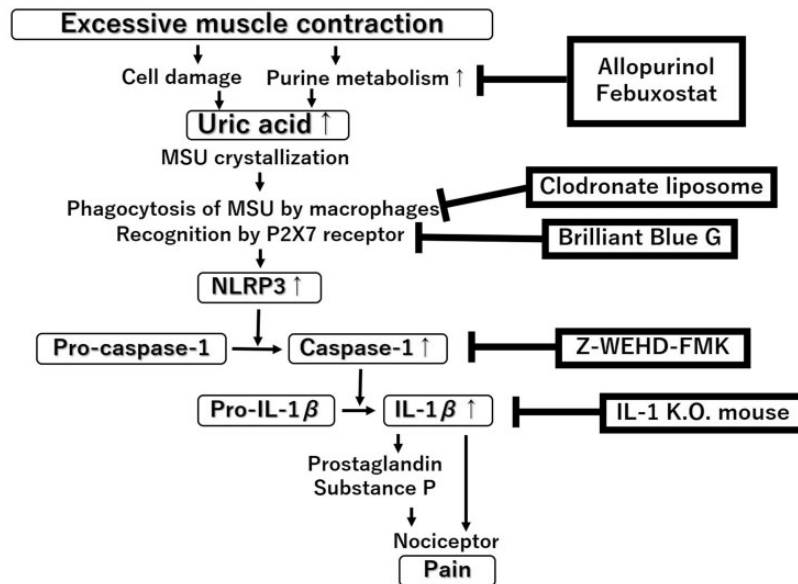 Excessive muscle contraction
Cell damage
Purine metabolism ↑
Allopurinol
Febuxostat
Uric acid ↑
MSU crystallization
Clodronate liposome
Phagocytosis of MSU by macrophages
Recognition by P2X7 receptor
Brilliant Blue G
NLRP3 ↑
Pro-caspase-1
Caspase-1 ↑
Z-WEHD-FMK
Pro-IL-1β
IL-1β ↑
IL-1 K.O. mouse
Prostaglandin
Substance P
Nociceptor
Pain